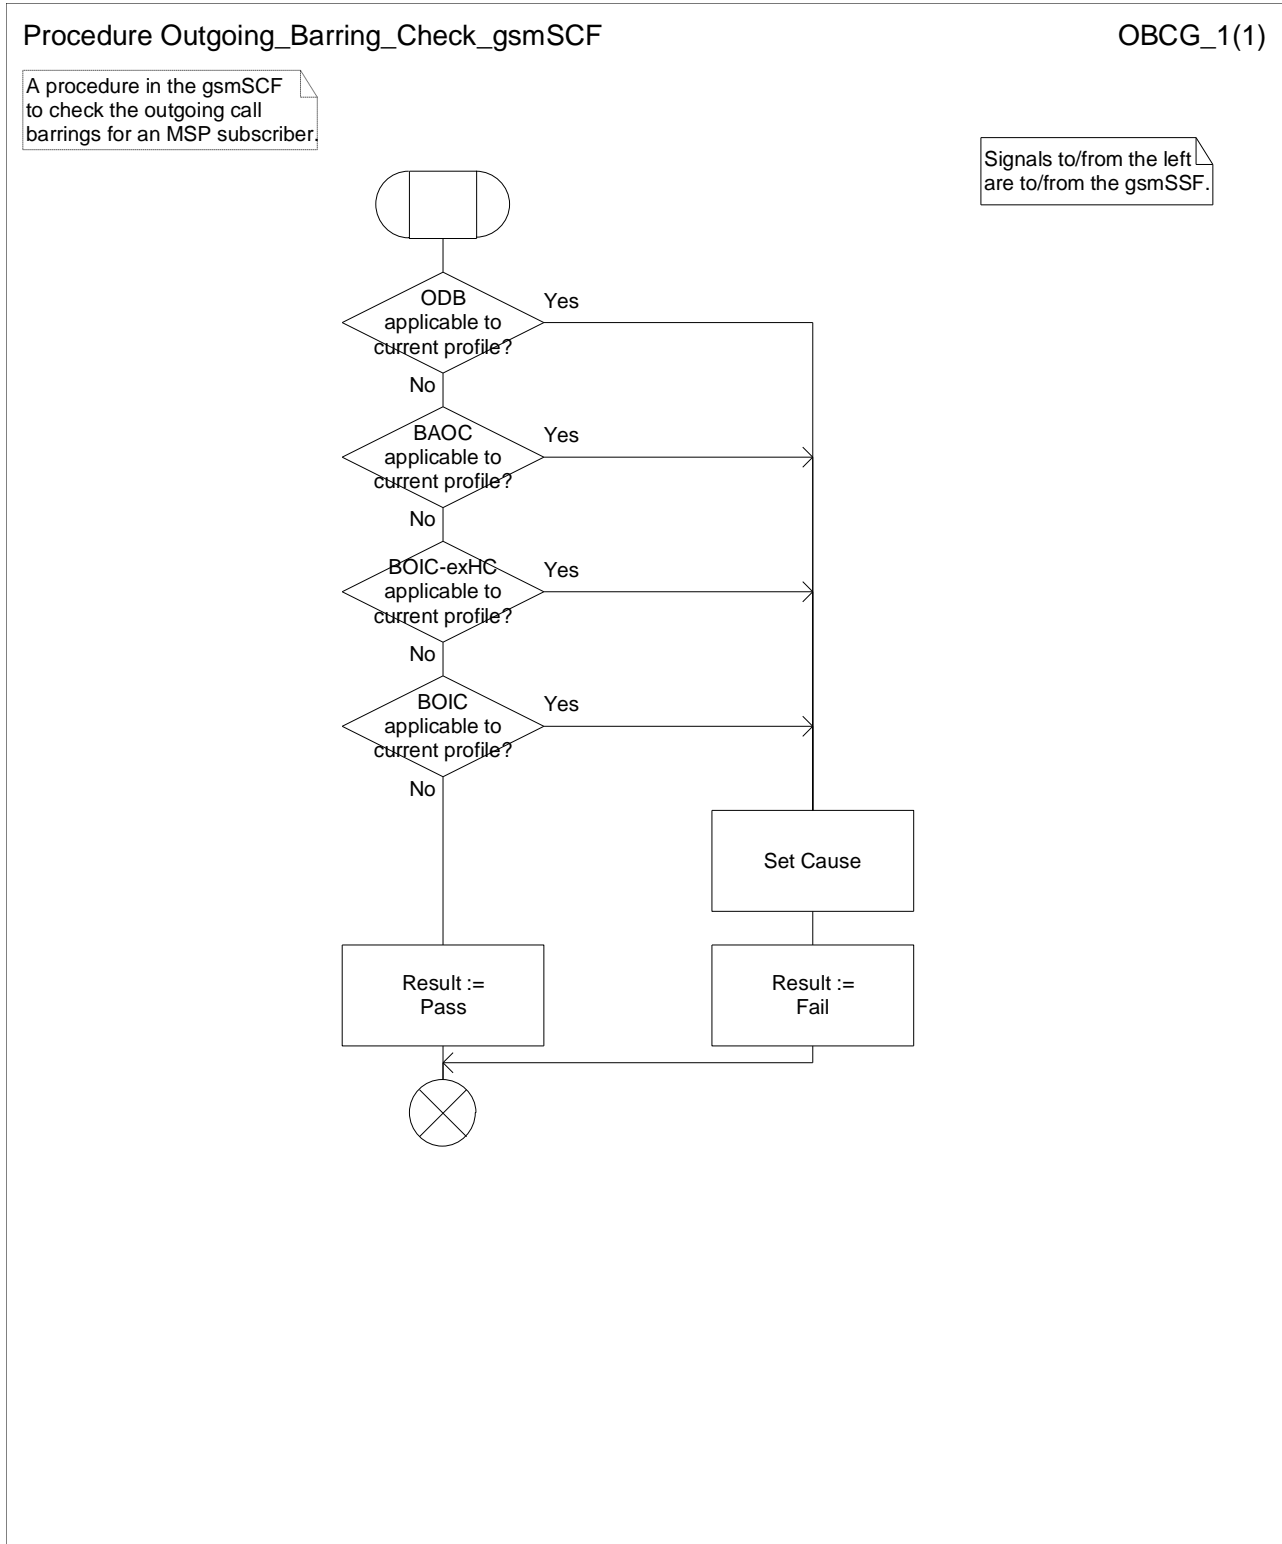 Procedure Outgoing_Barring_Check_gsmSCF
OBCG_1(1)
A procedure in the gsmSCF
to check the outgoing call
barrings for an MSP subscriber.
Signals to/from the left
are to/from the gsmSSF.
ODB
applicable to
current profile?
Yes
No
BAOC
applicable to
current profile?
Yes
No
BOIC-exHC
applicable to
current profile?
Yes
No
BOIC
applicable to
current profile?
Yes
No
Set Cause
Result :=
Pass
Result :=
Fail